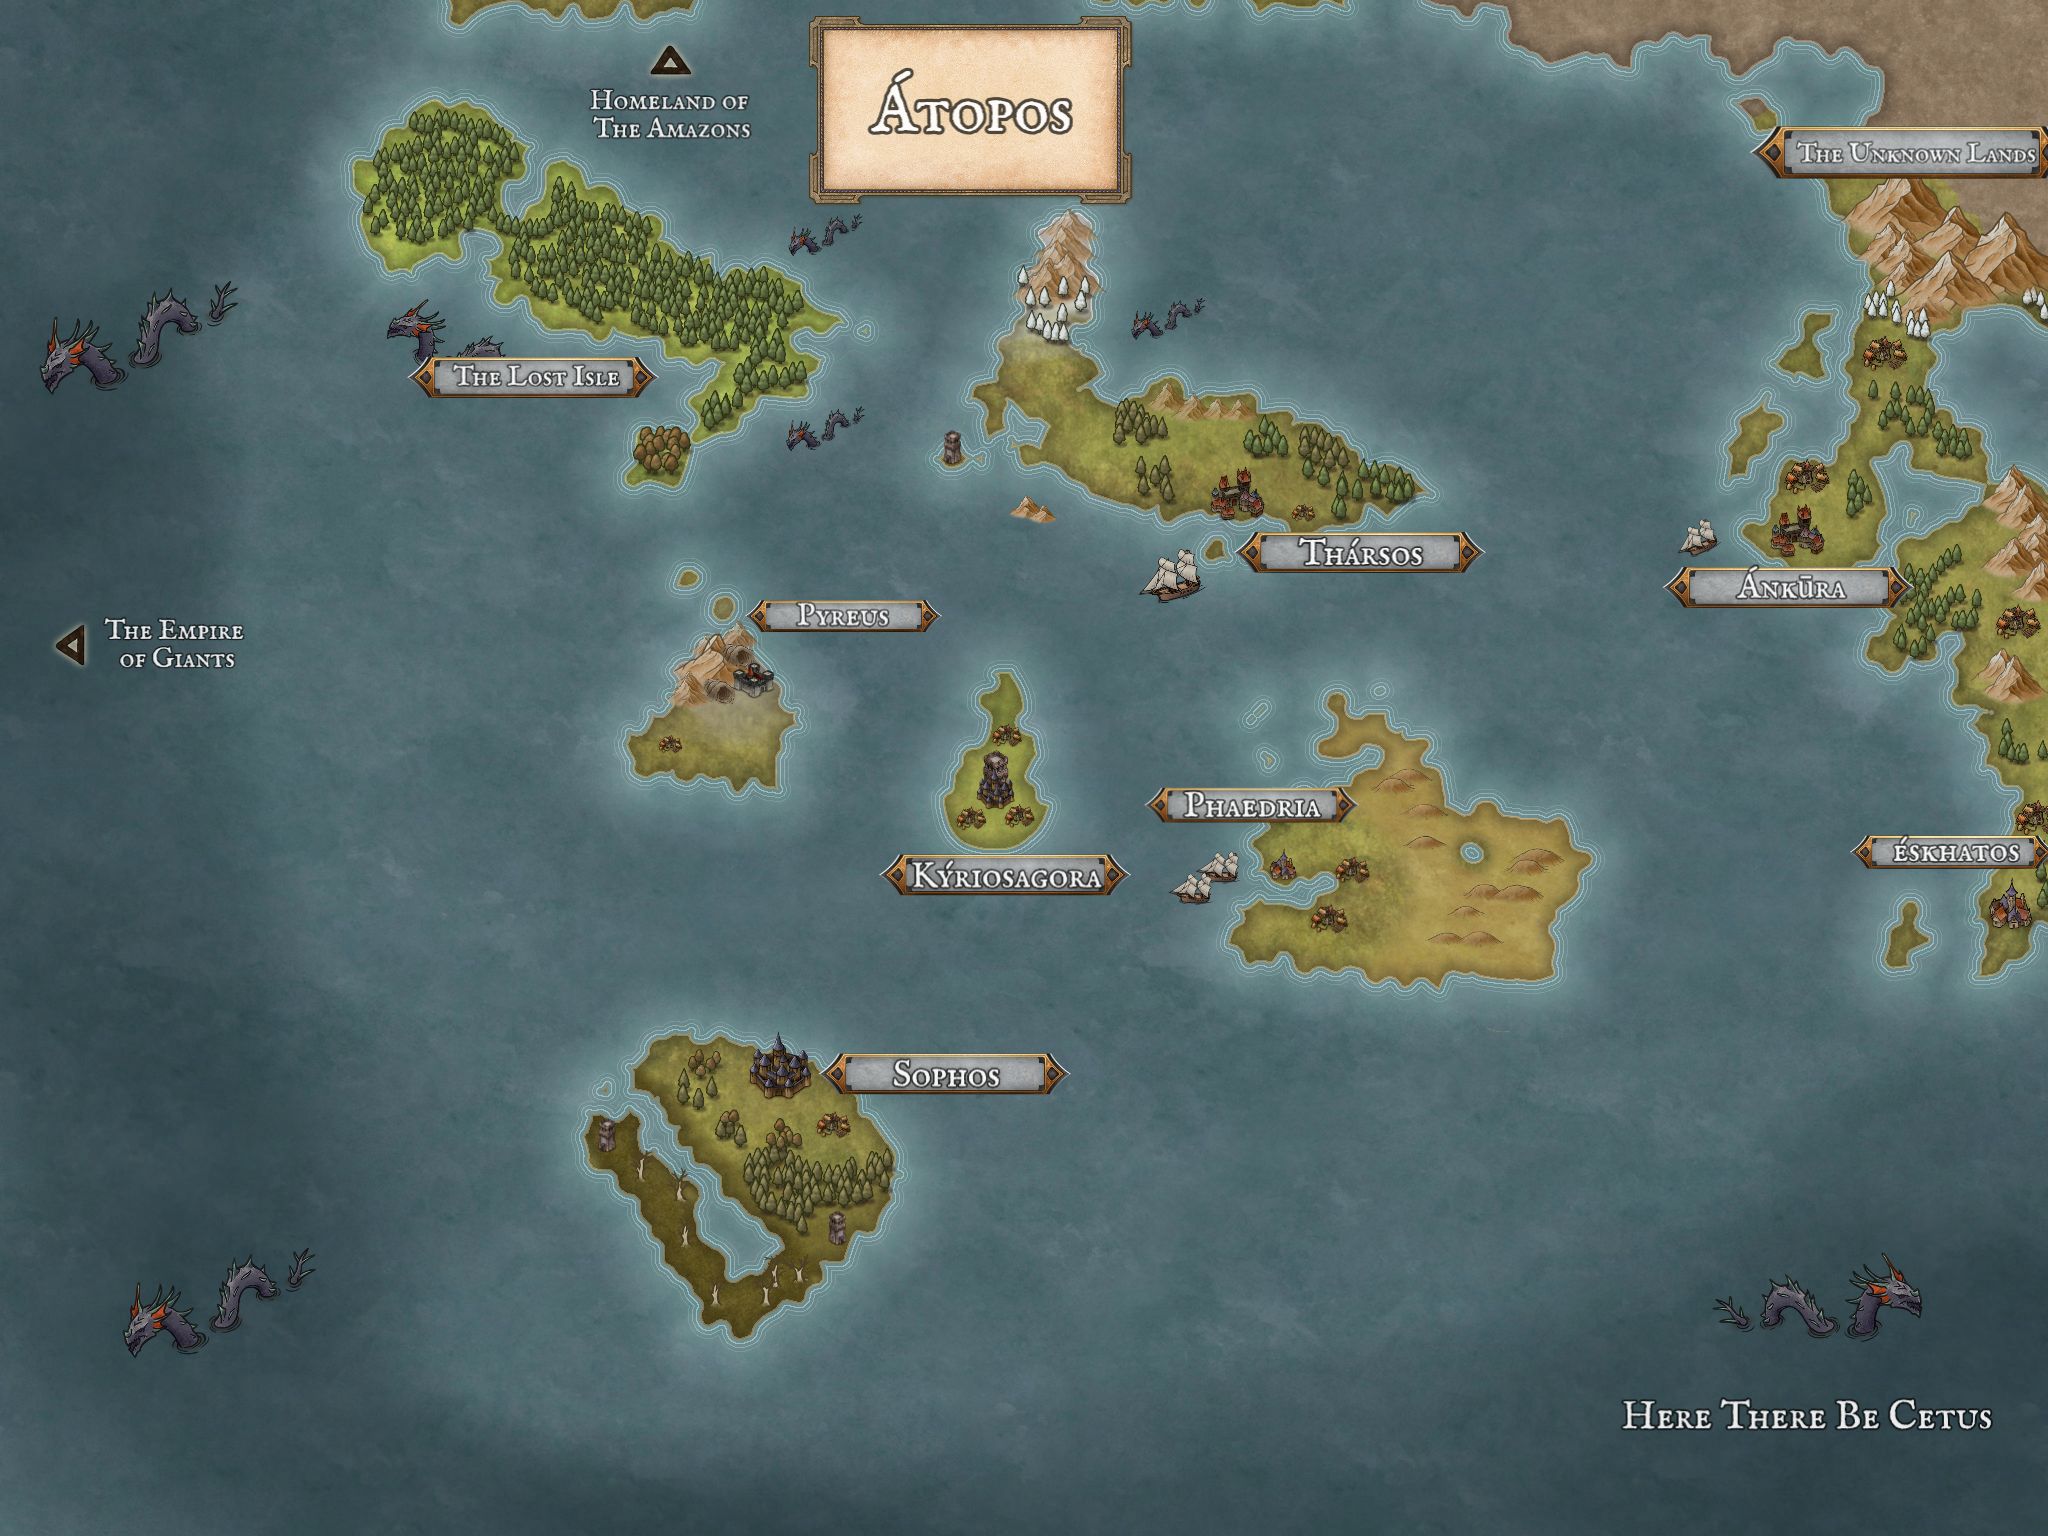 Átopos
Homeland of
The Amazons
The Unknown Lands
The Lost Isle
Thársos
Ánkūra
Pyreus
The Empire
of Giants
Phaedria
Éskhatos
Kýriosagora
Sophos
Here There Be Cetus